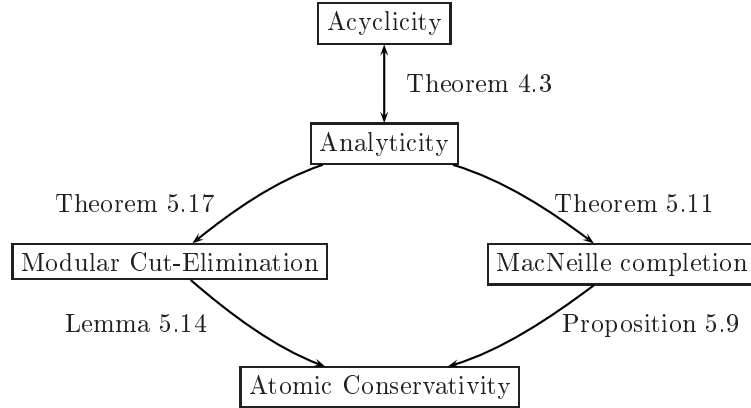 Acyclicity
Theorem 4.3
Analyticity
Theorem 5.17
Theorem 5.11
Modular Cut-Elimination
MacNeille completion
Lemma 5.14
Proposition 5.9
Atomic Conservativity